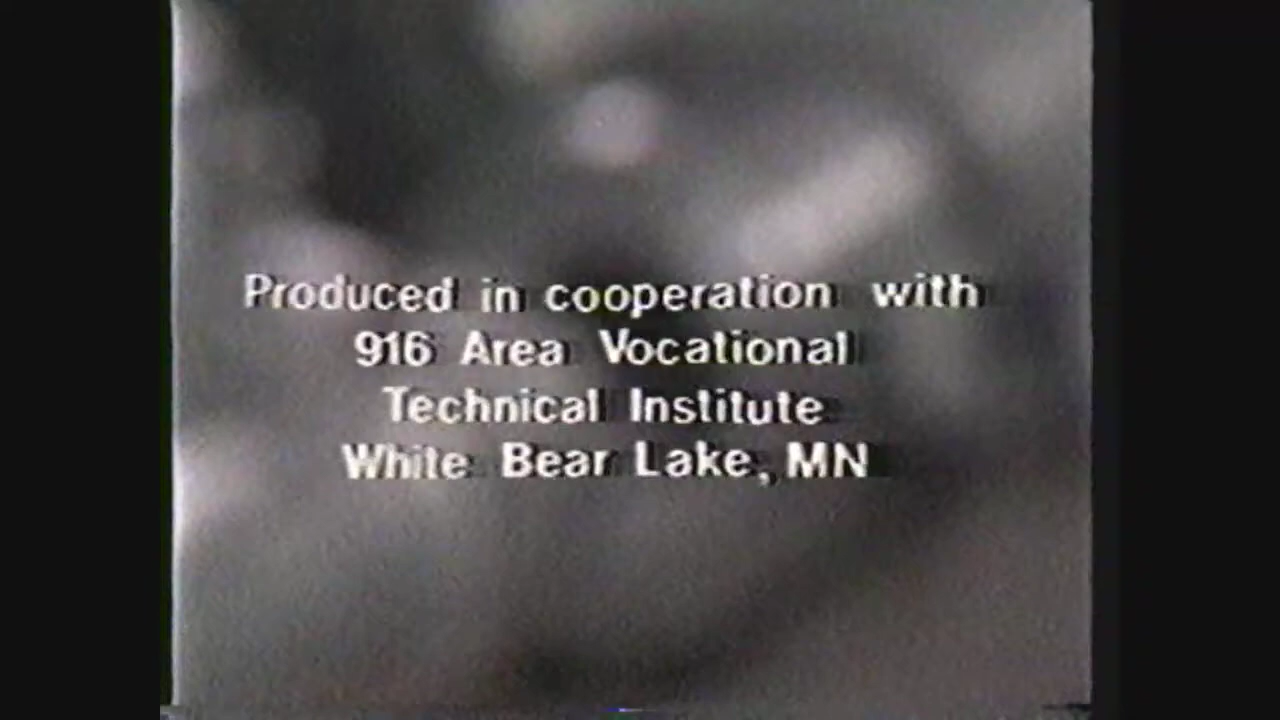 Produced in cooperation with
916 Area Vocational
Technical Institute
White Bear Lake, MN